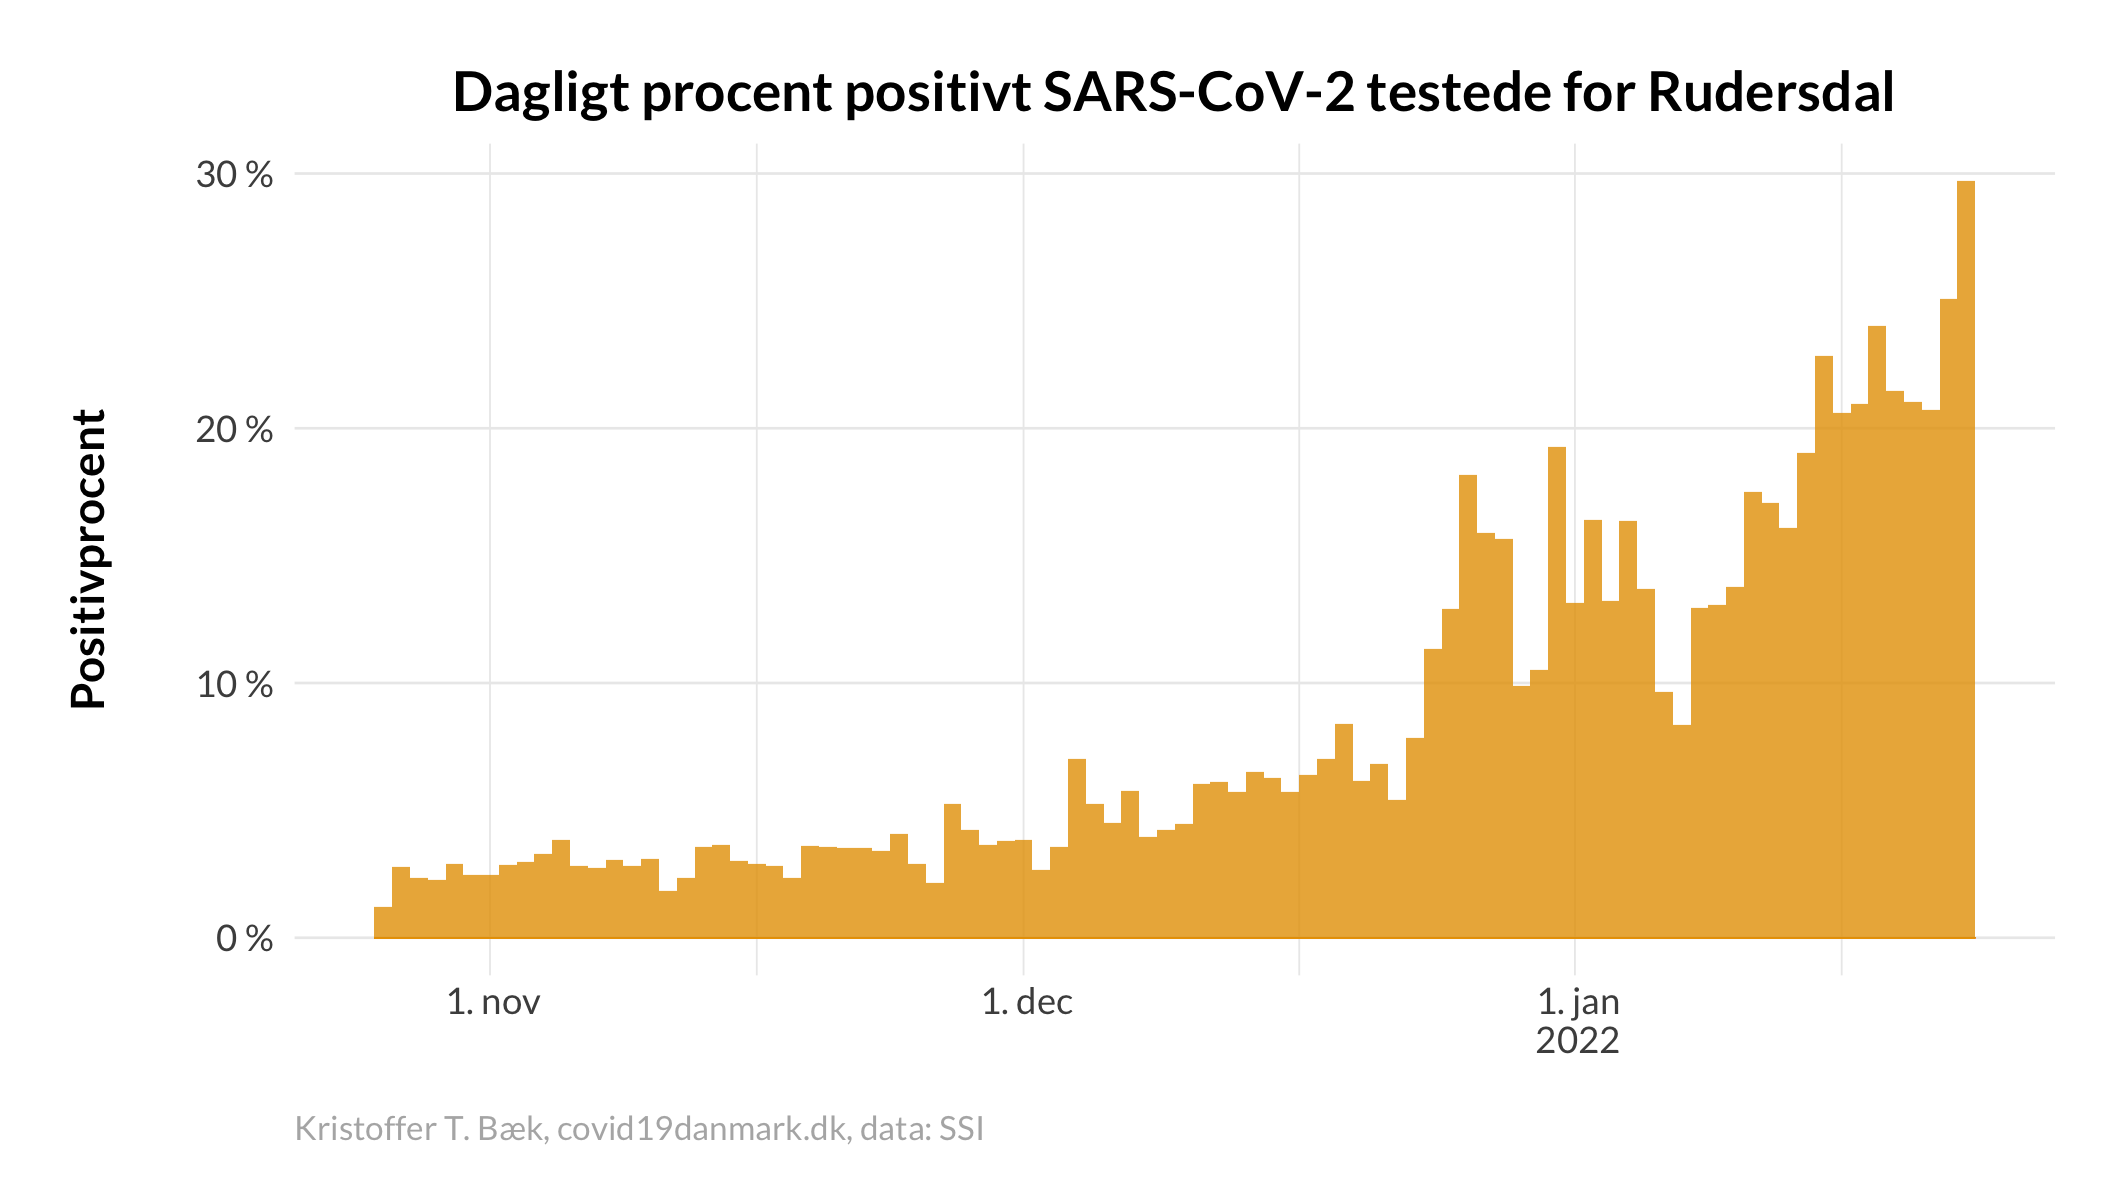 Dagligt procent positivt SARS-CoV-2 testede for Rudersdal
Positivprocent
30 %
20 %
10 %
0 %
1. nov
1. dec
1. jan
2022
Kristoffer T. Bæk, covid19danmark.dk, data: SSI